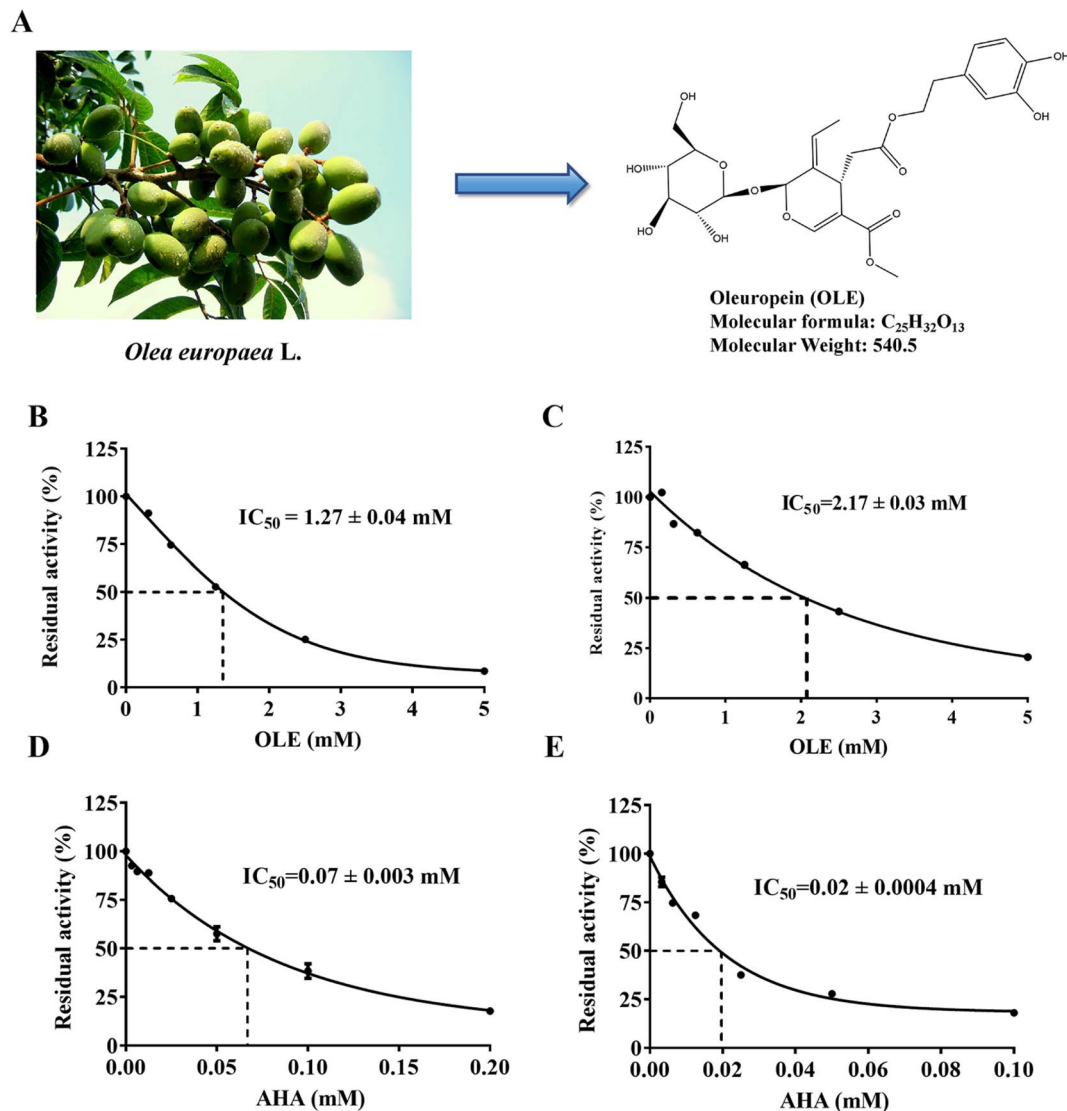 A
OH
OH
OH
O
O
HO
O
O
O
HO
OH
O
O
O
Oleuropein (OLE)
Molecular formula: C₂₅H₃₂O₁₃
Molecular Weight: 540.5
Olea europaea L.
B
Residual activity (%)
125
100
75
50
25
0
IC₅₀ = 1.27 ± 0.04 mM
0 1 2 3 4 5
OLE (mM)
C
Residual activity (%)
125
100
75
50
25
0
IC₅₀=2.17 ± 0.03 mM
0 1 2 3 4 5
OLE (mM)
D
Residual activity (%)
125
100
75
50
25
0
IC₅₀=0.07 ± 0.003 mM
0.00 0.05 0.10 0.15 0.20
AHA (mM)
E
Residual activity (%)
125
100
75
50
25
0
IC₅₀=0.02 ± 0.0004 mM
0.00 0.02 0.04 0.06 0.08 0.10
AHA (mM)